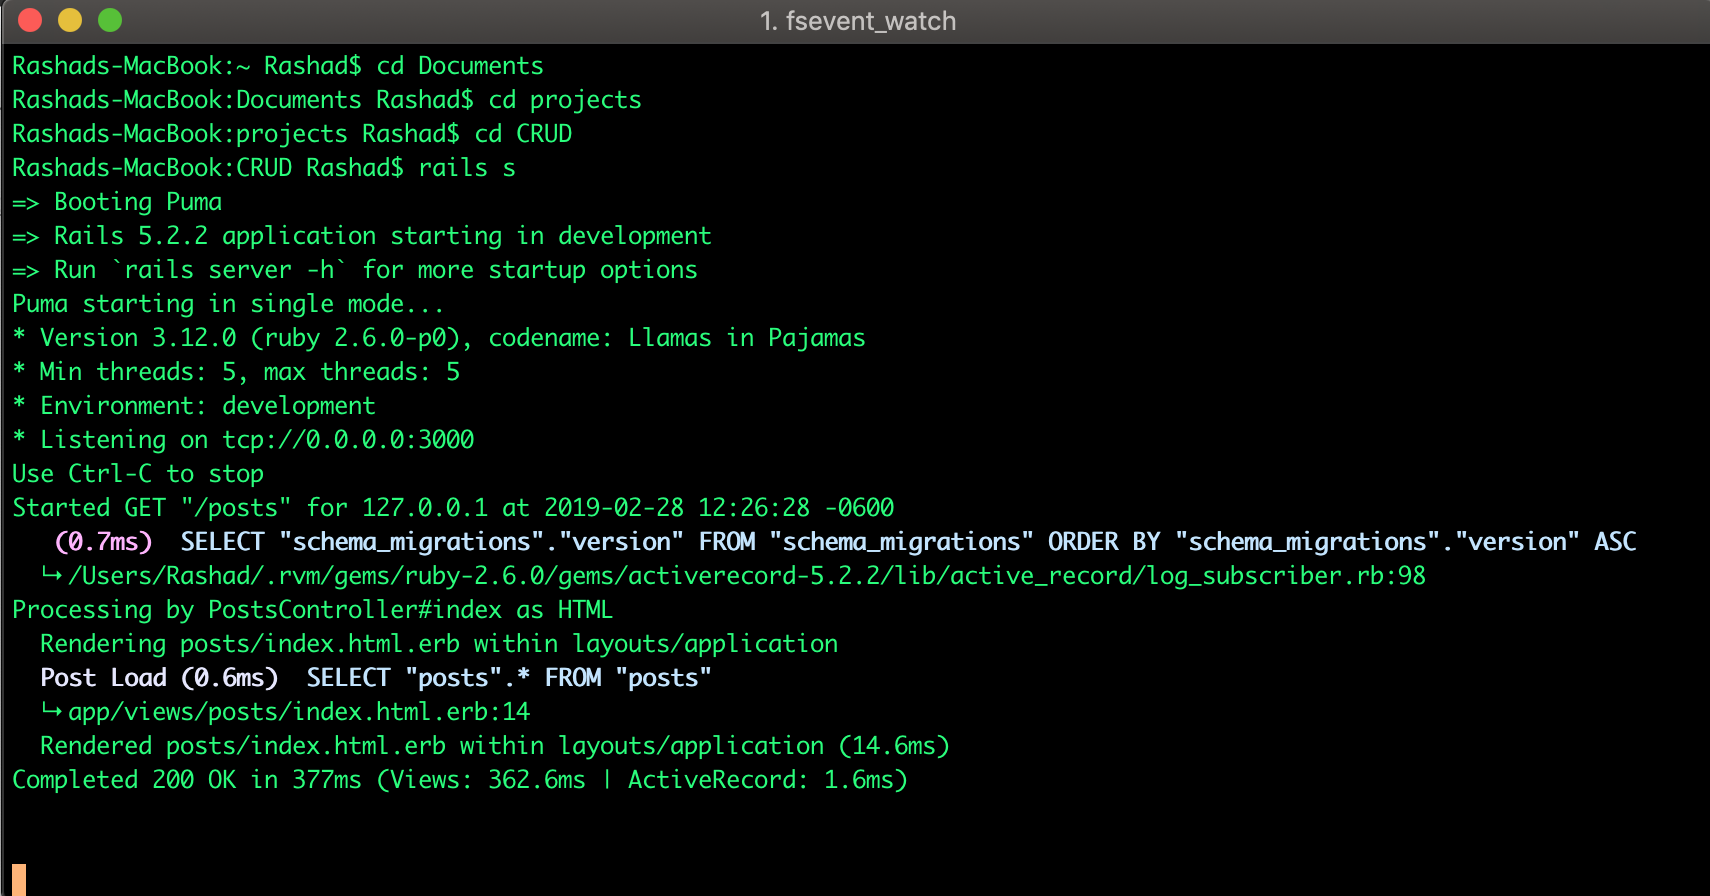 1. fsevent_watch
Rashads-MacBook:~ Rashad$ cd Documents
Rashads-MacBook:Documents Rashad$ cd projects
Rashads-MacBook:projects Rashad$ cd CRUD
Rashads-MacBook:CRUD Rashad$ rails s
=> Booting Puma
=> Rails 5.2.2 application starting in development
=> Run `rails server -h` for more startup options
Puma starting in single mode...
* Version 3.12.0 (ruby 2.6.0-p0), codename: Llamas in Pajamas
* Min threads: 5, max threads: 5
* Environment: development
* Listening on tcp://0.0.0.0:3000
Use Ctrl-C to stop
Started GET "/posts" for 127.0.0.1 at 2019-02-28 12:26:28 -0600
   (0.7ms)  SELECT "schema_migrations"."version" FROM "schema_migrations" ORDER BY "schema_migrations"."version" ASC
  ↳ /Users/Rashad/.rvm/gems/ruby-2.6.0/gems/activerecord-5.2.2/lib/active_record/log_subscriber.rb:98
Processing by PostsController#index as HTML
  Rendering posts/index.html.erb within layouts/application
  Post Load (0.6ms)  SELECT "posts".* FROM "posts"
  ↳ app/views/posts/index.html.erb:14
  Rendered posts/index.html.erb within layouts/application (14.6ms)
Completed 200 OK in 377ms (Views: 362.6ms | ActiveRecord: 1.6ms)